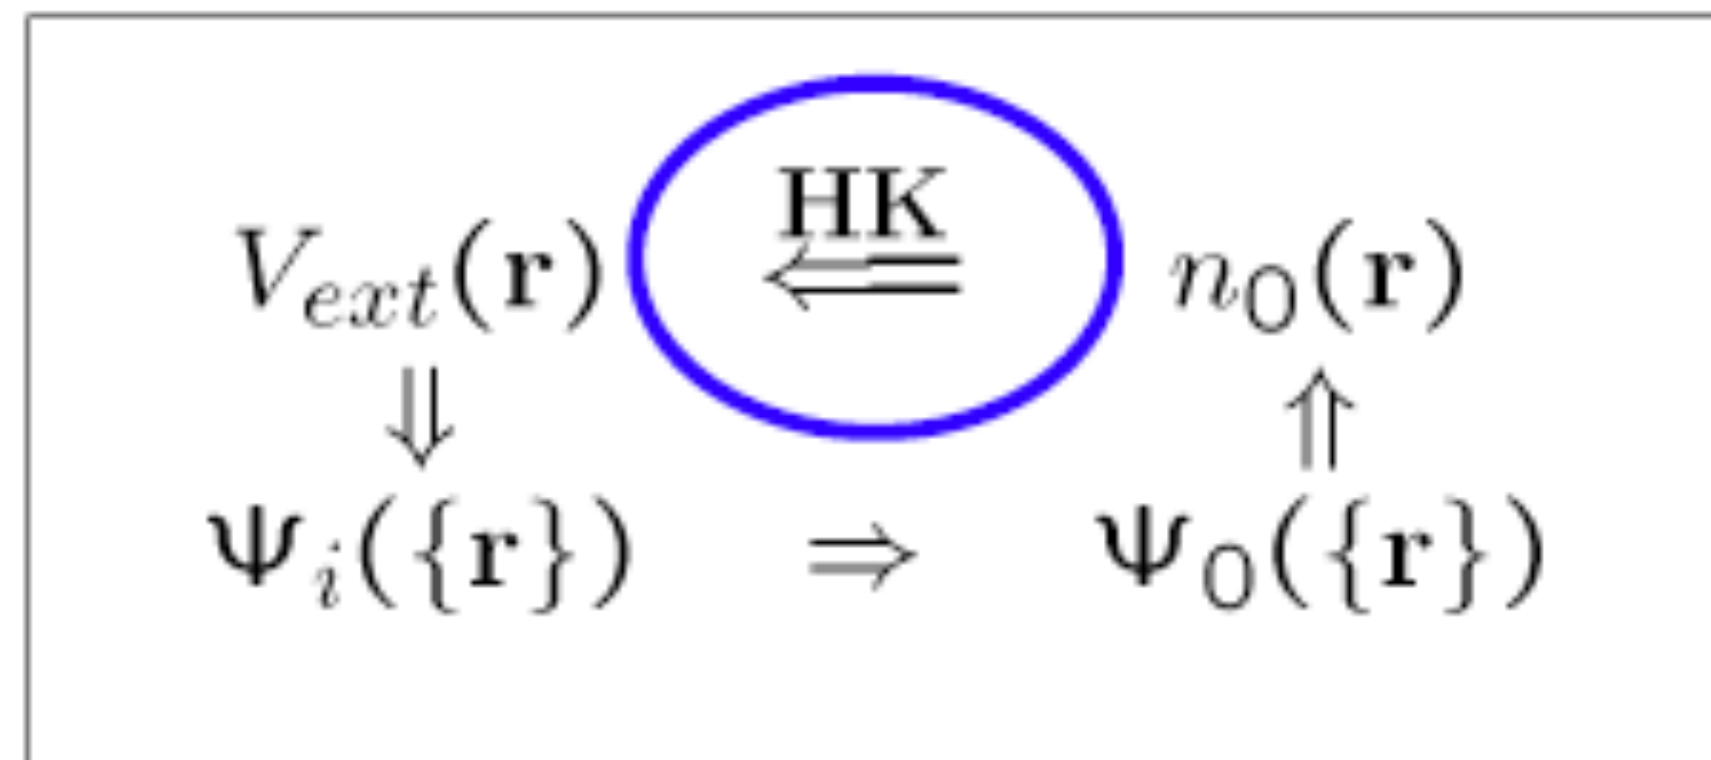 HK
V_ext(r) ⇐ n_0(r)
⇓ ⇑
Ψ_i({r}) ⇒ Ψ_0({r})